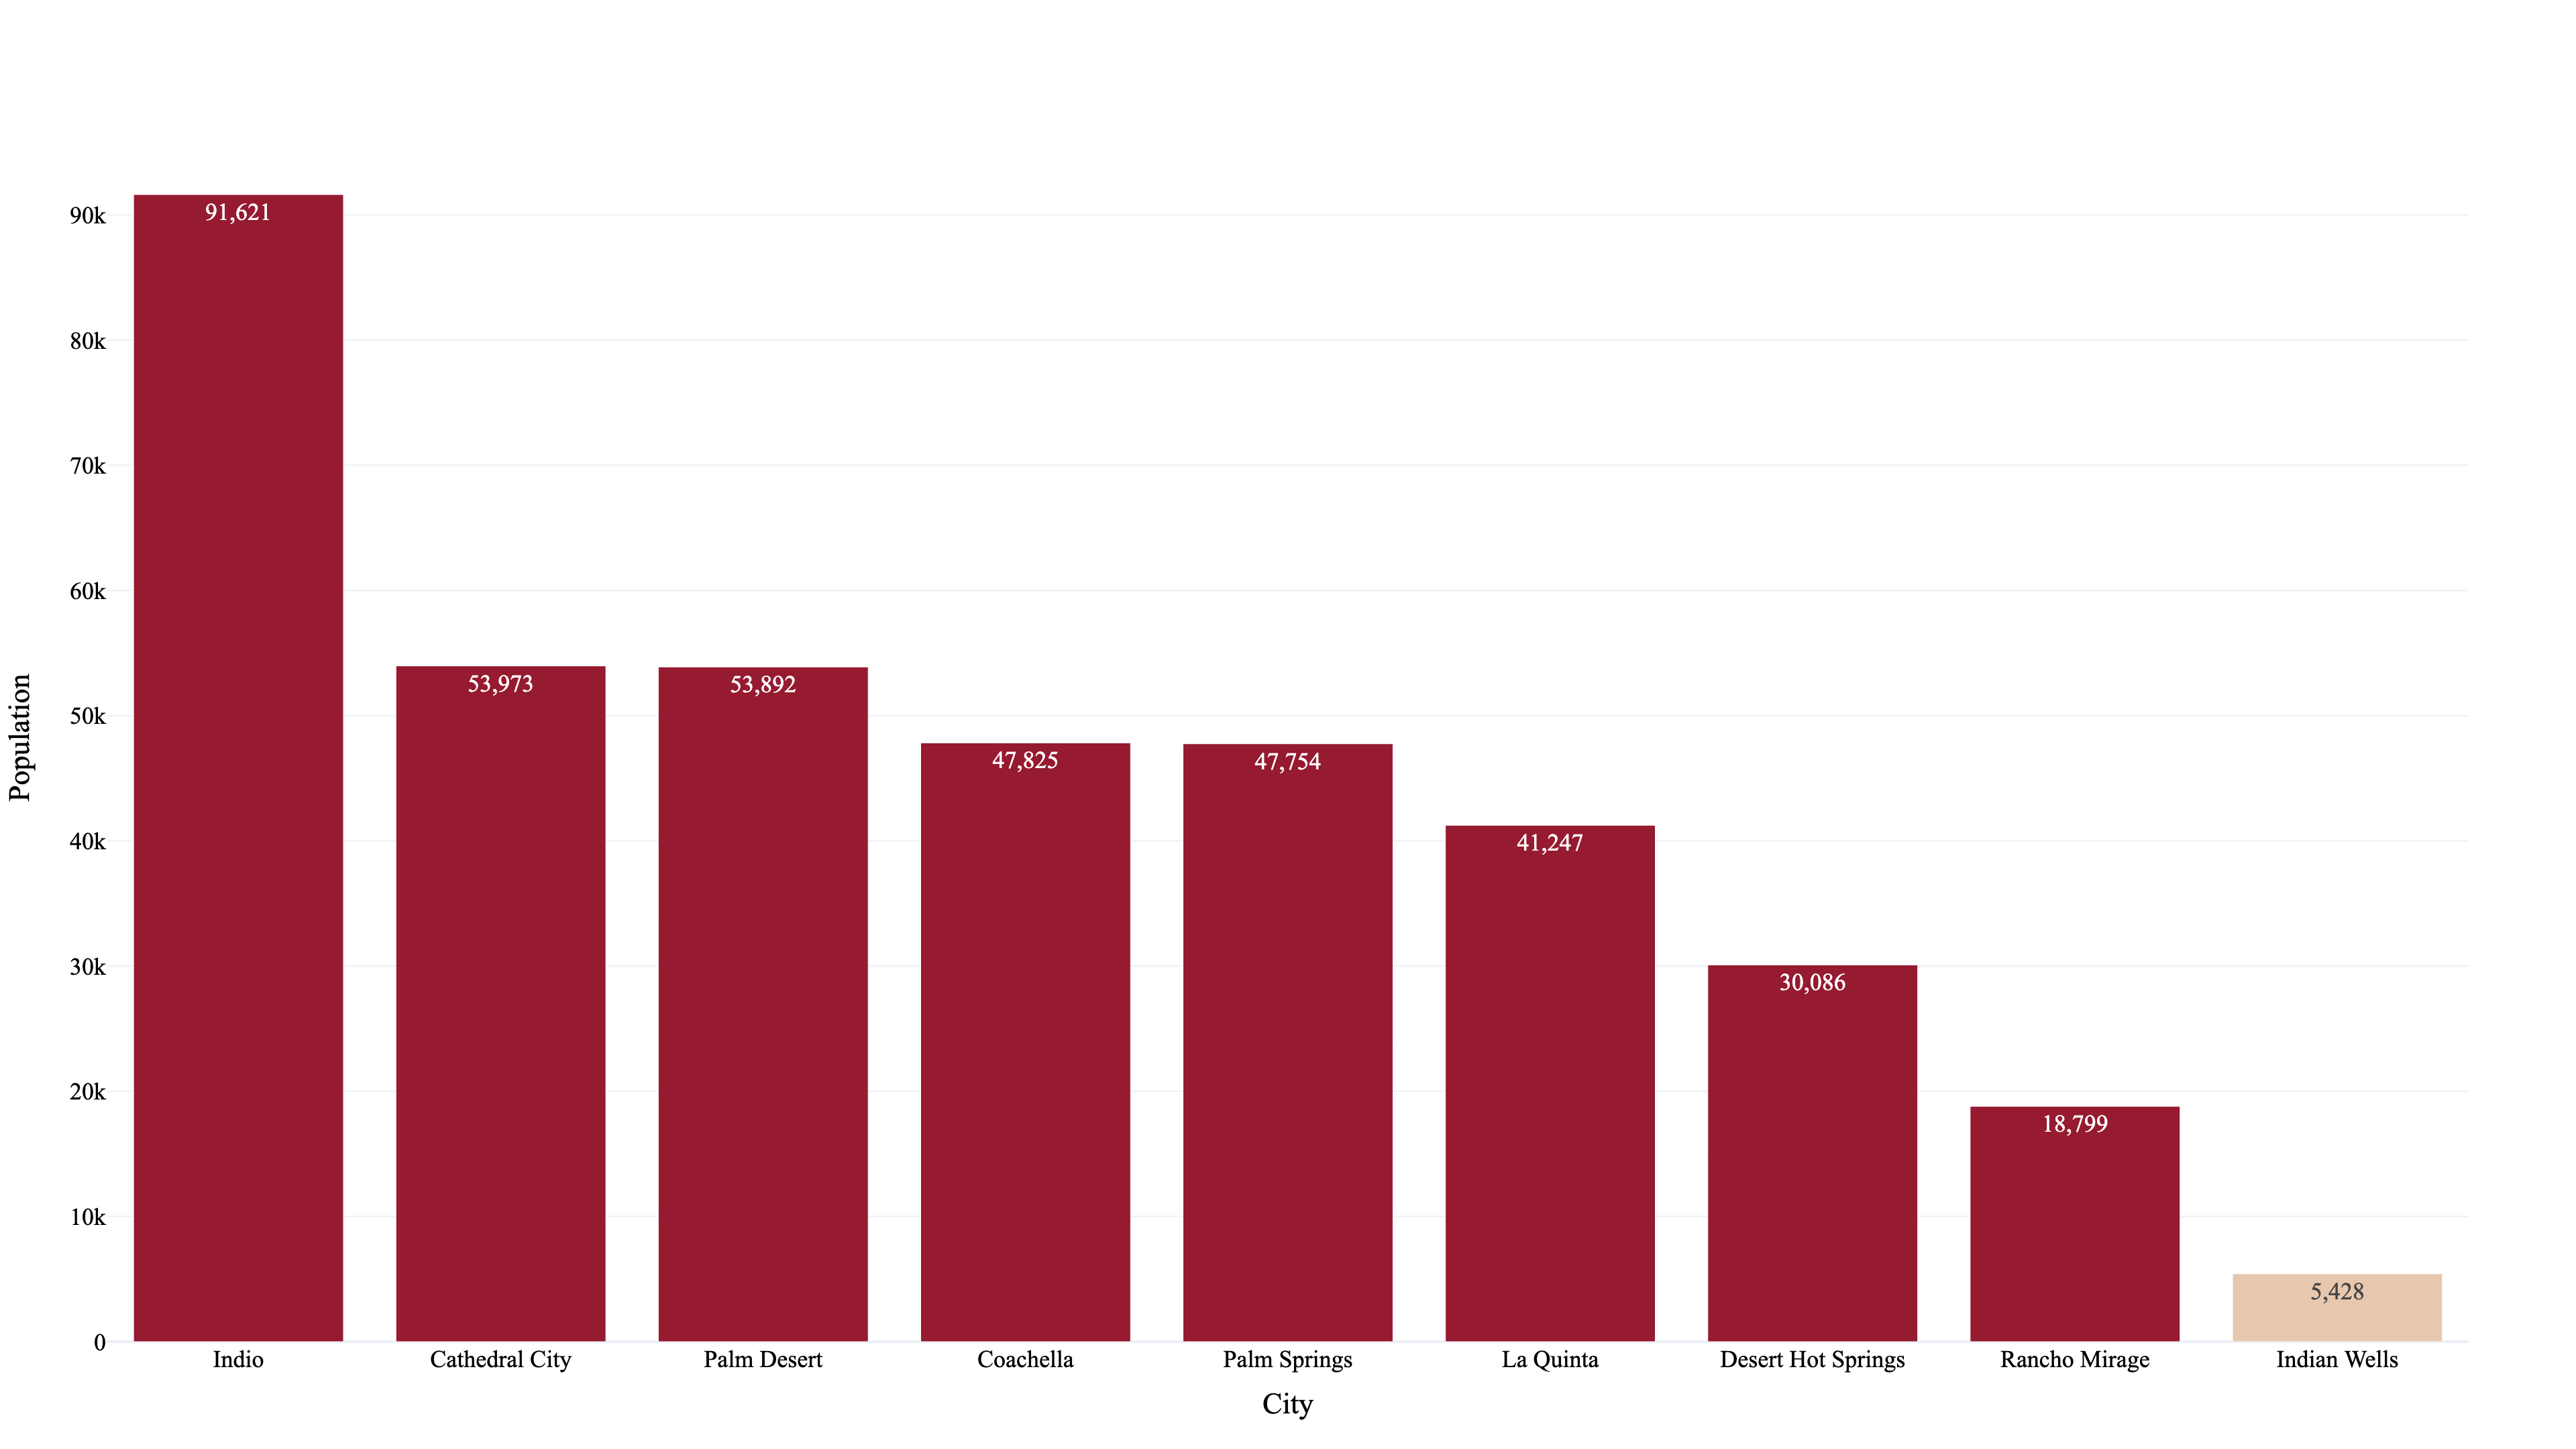 91,621
90k
80k
70k
60k
53,973
53,892
50k
47,825
47,754
41,247
40k
30,086
30k
20k
18,799
10k
5,428
0
Population
Indio
Cathedral City
Palm Desert
Coachella
Palm Springs
La Quinta
Desert Hot Springs
Rancho Mirage
Indian Wells
City